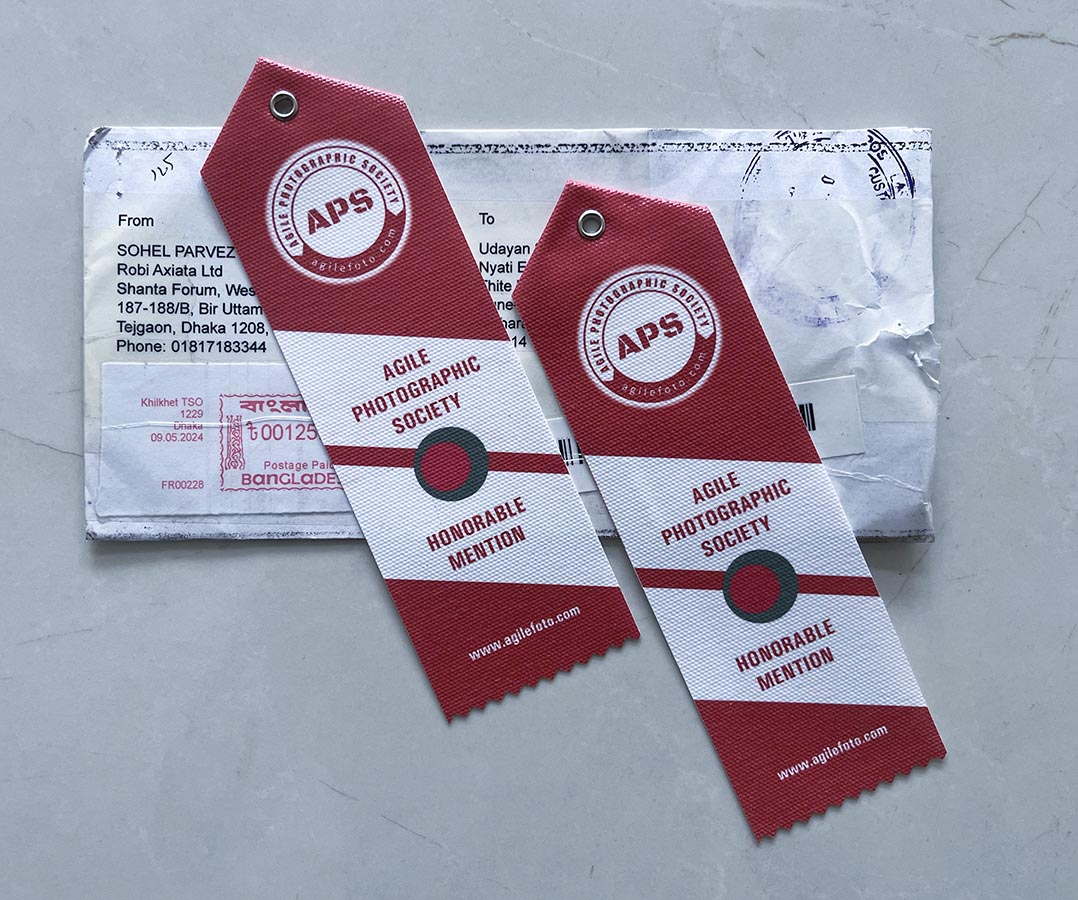 125
From
SOHEL PARVEZ
Robi Axiata Ltd
Shanta Forum, Wes
187-188/B, Bir Uttam
Tejgaon, Dhaka 1208,
Phone: 01817183344
To
Udayan
Nyati E
14
Khilkhet TSO
1229
Dhaka
09.05.2024
FR00228
বাংলা
৳00125
Postage Paid
BANGLADES
AGILE PHOTOGRAPHIC SOCIETY
APS
agilefoto.com
AGILE
PHOTOGRAPHIC
SOCIETY
HONORABLE
MENTION
www.agilefoto.com
AGILE PHOTOGRAPHIC SOCIETY
APS
agilefoto.com
AGILE
PHOTOGRAPHIC
SOCIETY
HONORABLE
MENTION
www.agilefoto.com